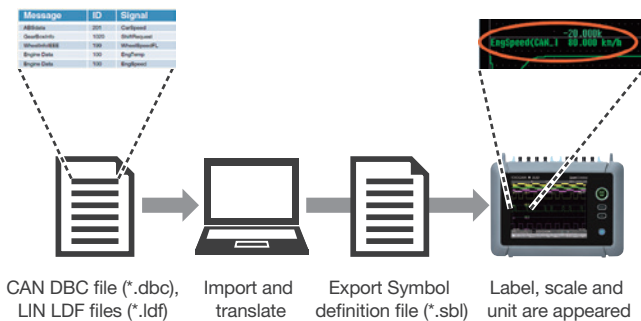 Message ID Signal
ABSdata 201 CarSpeed
GearBoxInfo 1020 ShiftRequest
WheelInfoIEEE 199 WheelSpeedFL
Engine Data 100 EngTemp
Engine Data 100 EngSpeed
-20.000k
EngSpeed(CAN.) 80.000 km/h
CAN DBC file (*.dbc),
LIN LDF files (*.ldf)
Import and
translate
Export Symbol
definition file (*.sbl)
Label, scale and
unit are appeared